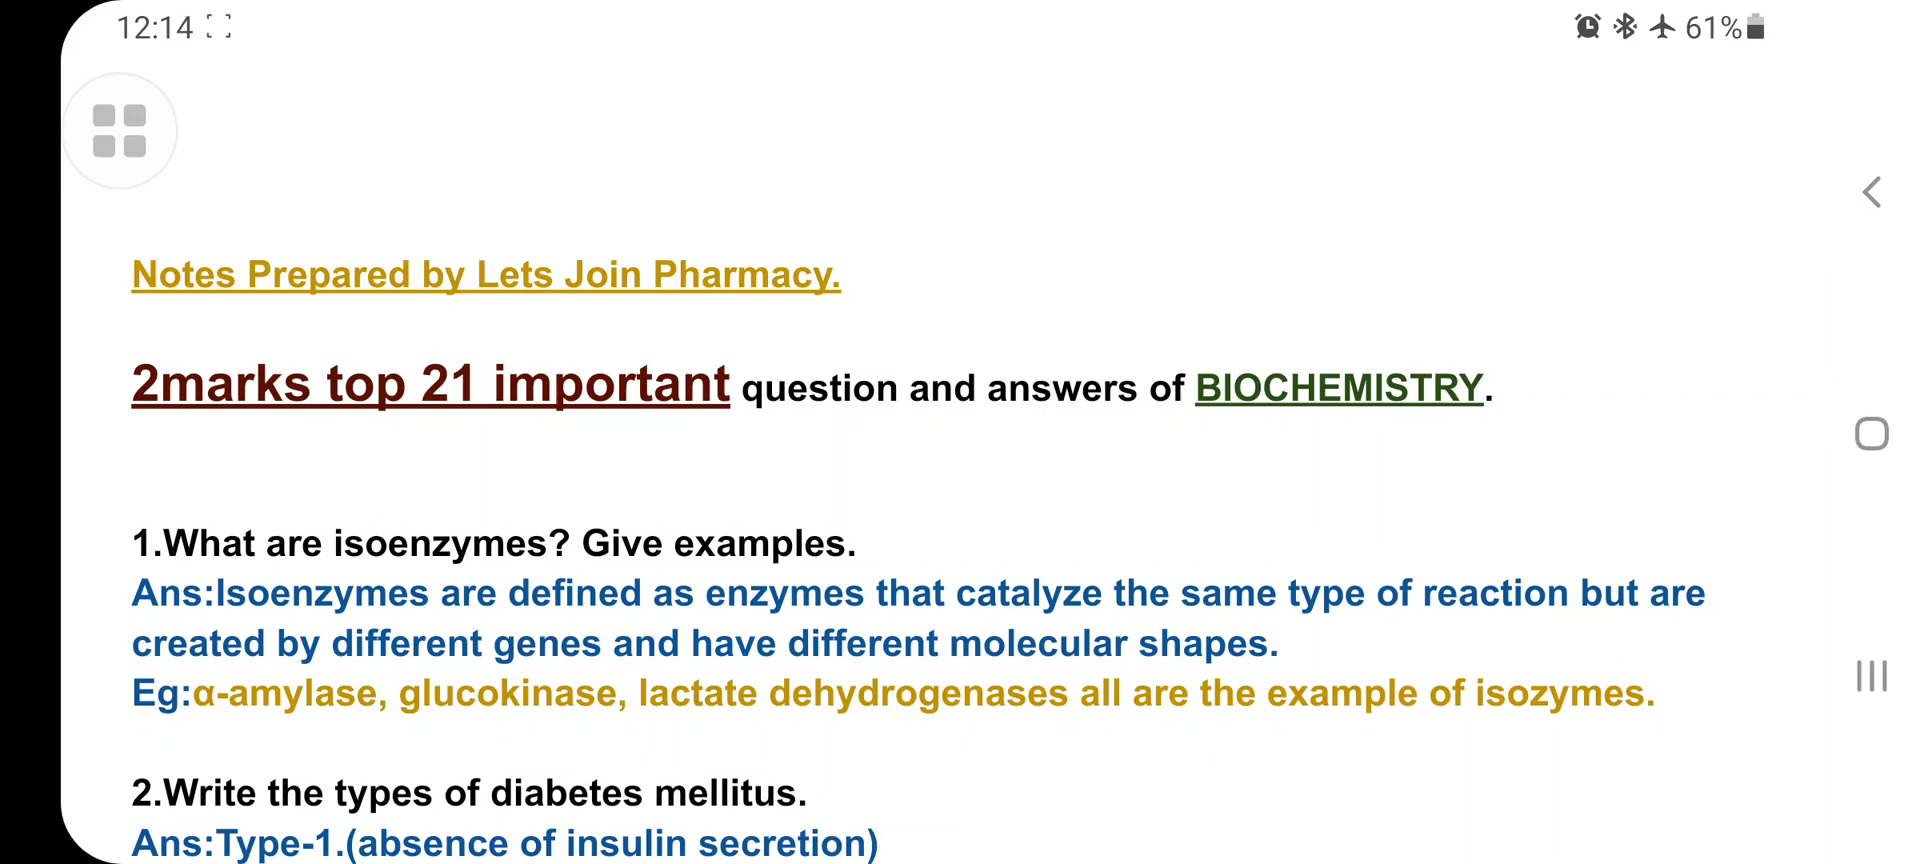 12:14
61%
Notes Prepared by Lets Join Pharmacy.
2marks top 21 important question and answers of BIOCHEMISTRY.
1.What are isoenzymes? Give examples.
Ans:Isoenzymes are defined as enzymes that catalyze the same type of reaction but are
created by different genes and have different molecular shapes.
Eg:α-amylase, glucokinase, lactate dehydrogenases all are the example of isozymes.
2.Write the types of diabetes mellitus.
Ans:Type-1.(absence of insulin secretion)